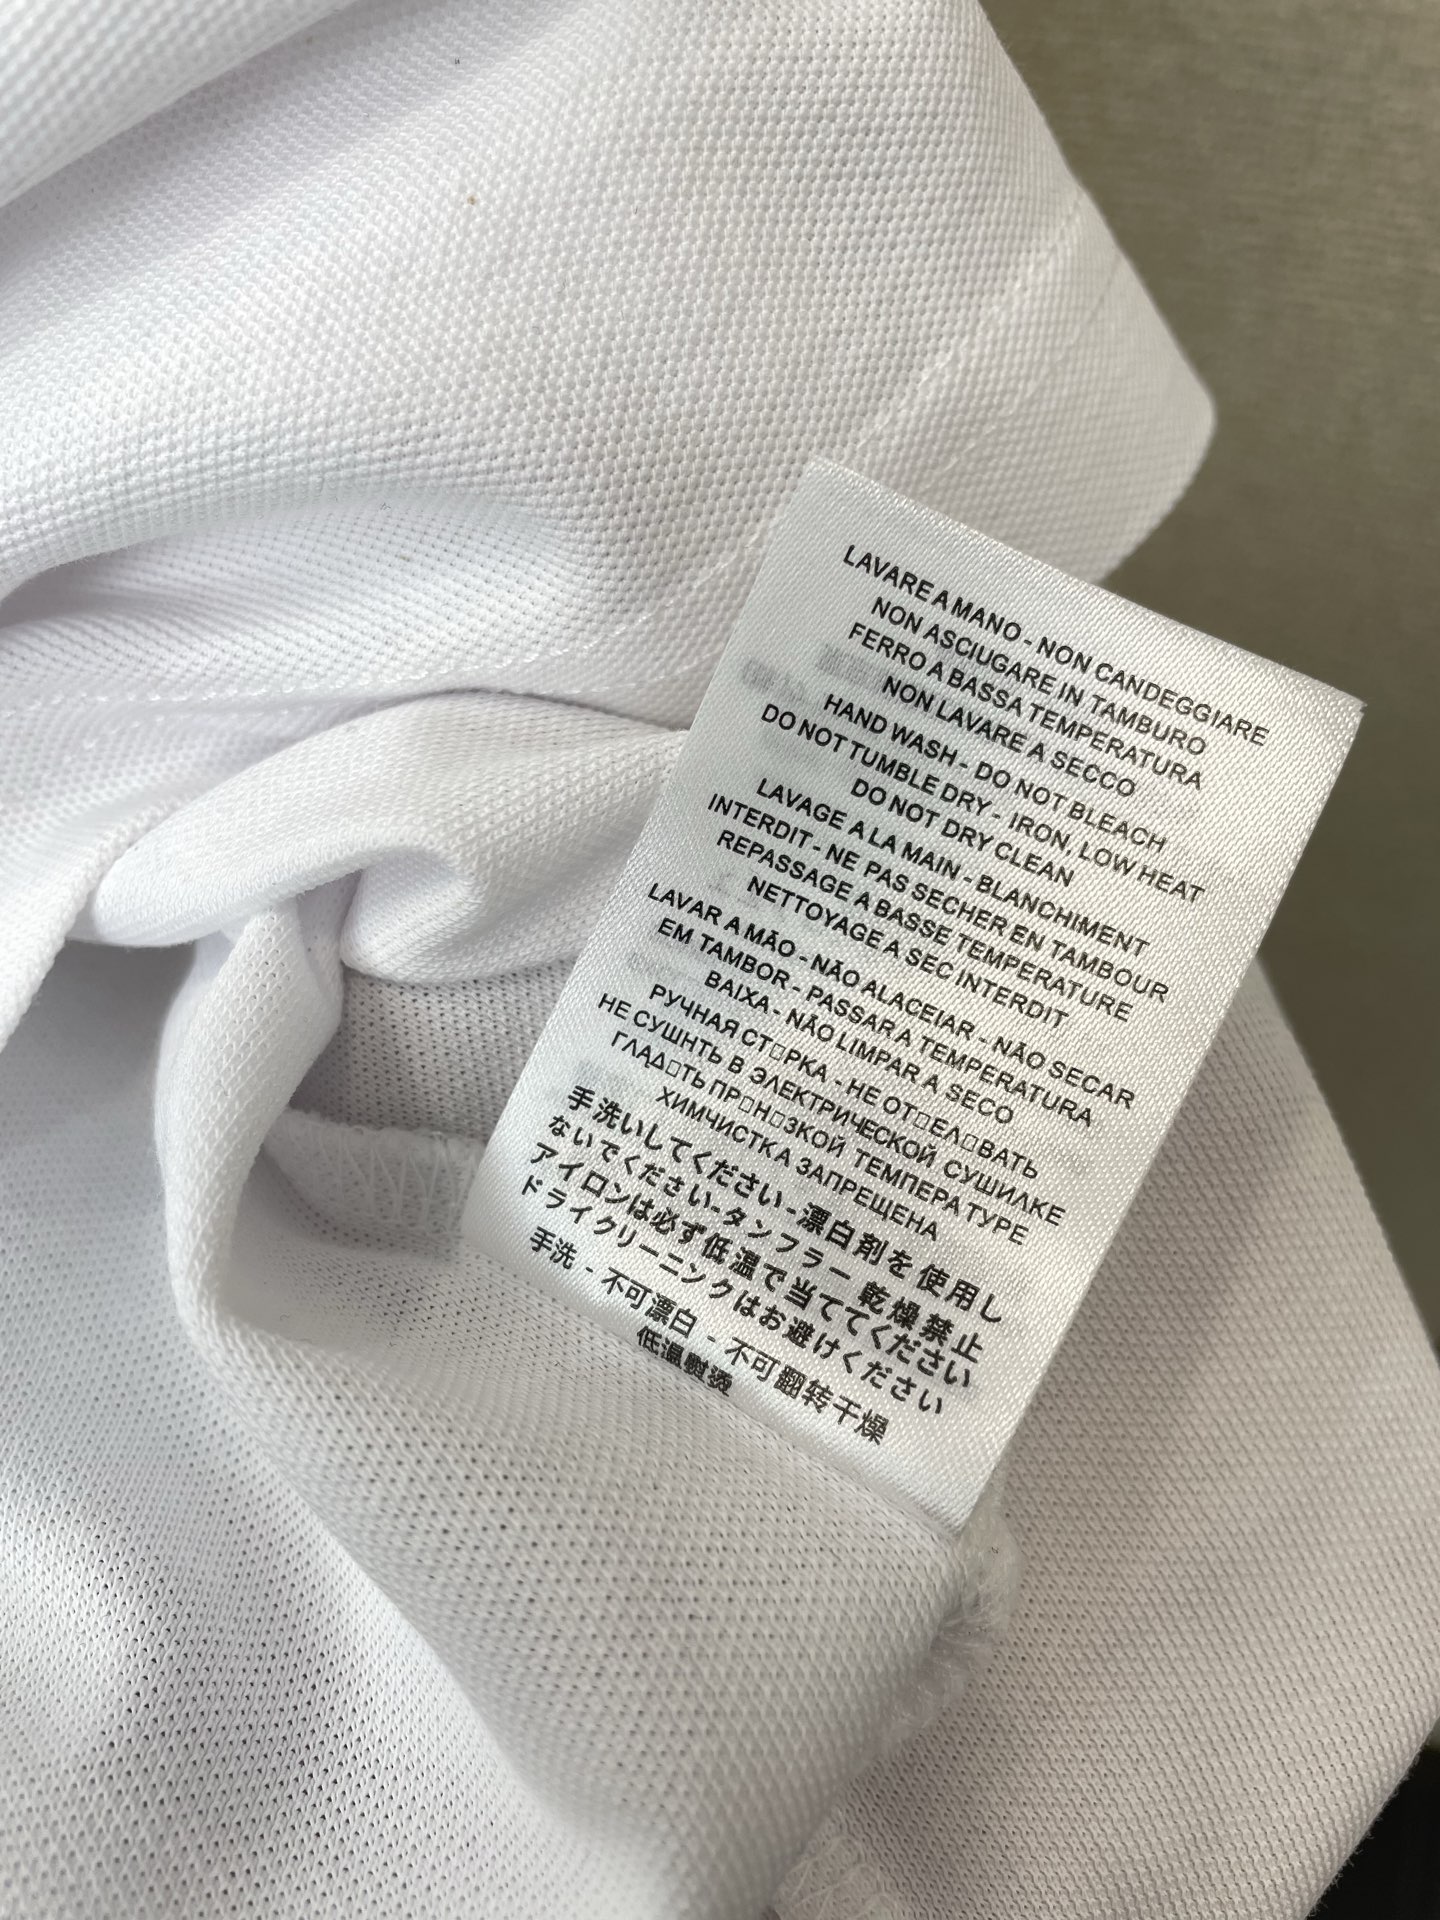 LAVARE A MANO - NON CANDEGGIARE
NON ASCIUGARE IN TAMBURO
FERRO A BASSA TEMPERATURA
NON LAVARE A SECCO
HAND WASH - DO NOT BLEACH
DO NOT TUMBLE DRY - IRON, LOW HEAT
DO NOT DRY CLEAN
LAVAGE A LA MAIN - BLANCHIMENT
INTERDIT - NE PAS SECHER EN TAMBOUR
REPASSAGE A BASSE TEMPERATURE
NETTOYAGE A SEC INTERDIT
LAVAR A MÃO - NÃO ALACEIAR - NÃO SECAR
EM TAMBOR - PASSAR A TEMPERATURA
BAIXA - NÃO LIMPAR A SECO
РУЧНАЯ СТ□РКА - НЕ ОТ□ЕЛ□ВАТЬ
НЕ СУШНТЬ В ЭЛЕКТРИЧЕСКОЙ СУШИЛКЕ
ГЛАД□ТЬ ПР□Н□ЗКОЙ ТЕМПЕРАТУРЕ
ХИМЧИСТКА ЗАПРЕЩЕНА
手洗いしてください-漂白剤を使用し
ないでください-タンフラー 乾燥禁止
アイロンは必ず低温で当ててください
ドライクリーニンクはお避けください
手洗 - 不可漂白 - 不可翻转干燥
低温熨烫